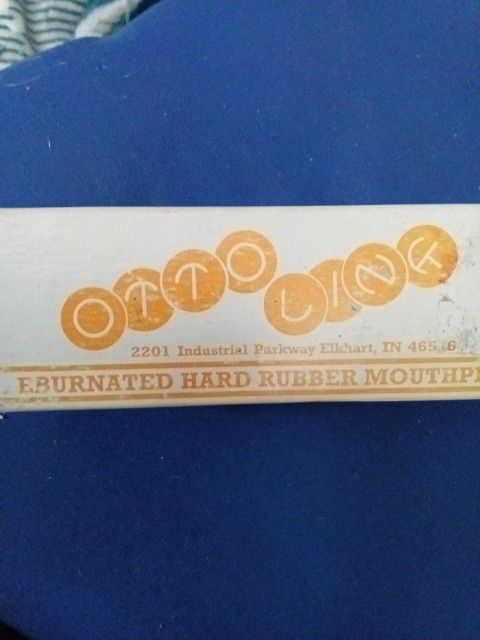 OTTO LINK
2201 Industrial Parkway Elkhart, IN
EBURNATED HARD RUBBER